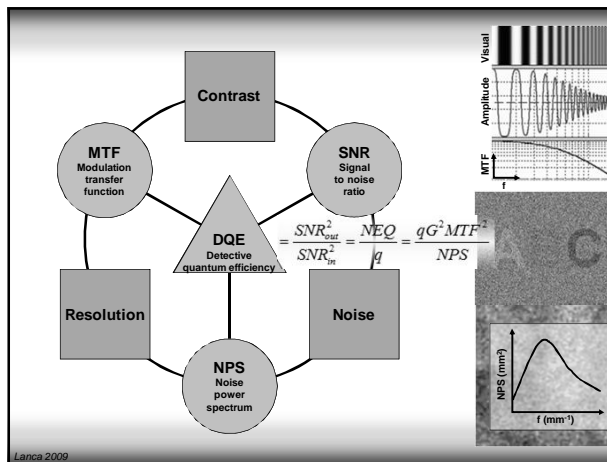 Contrast
MTF
Modulation
transfer
function
SNR
Signal
to noise
ratio
DQE
Detective
quantum efficiency
= SNR²out / SNR²in = NEQ / q = qG²MTF² / NPS
Resolution
Noise
NPS
Noise
power
spectrum
Visual
Amplitude
MTF
f
A C
NPS (mm²)
f (mm⁻¹)
Lanca 2009